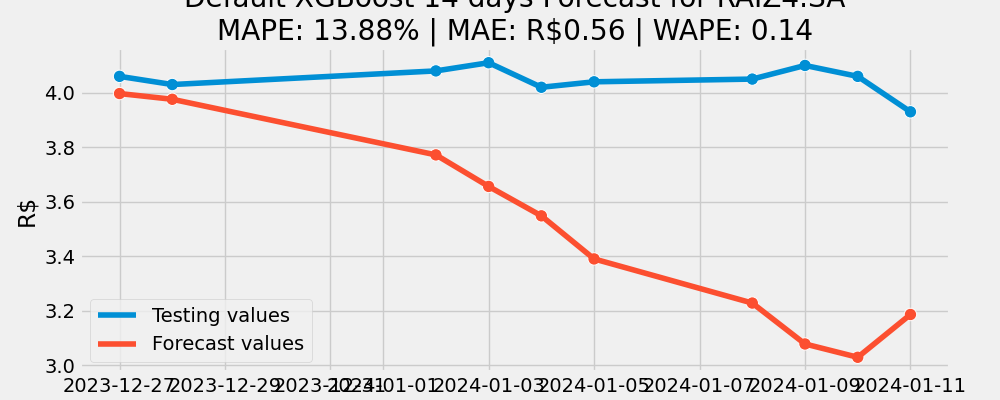 Default XGBoost 14 days Forecast for RAIZ4.SA
MAPE: 13.88% | MAE: R$0.56 | WAPE: 0.14
R$
4.0
3.8
3.6
3.4
3.2
3.0
Testing values
Forecast values
2023-12-27 2023-12-29 2023-12-31 2024-01-01 2024-01-03 2024-01-05 2024-01-07 2024-01-09 2024-01-11